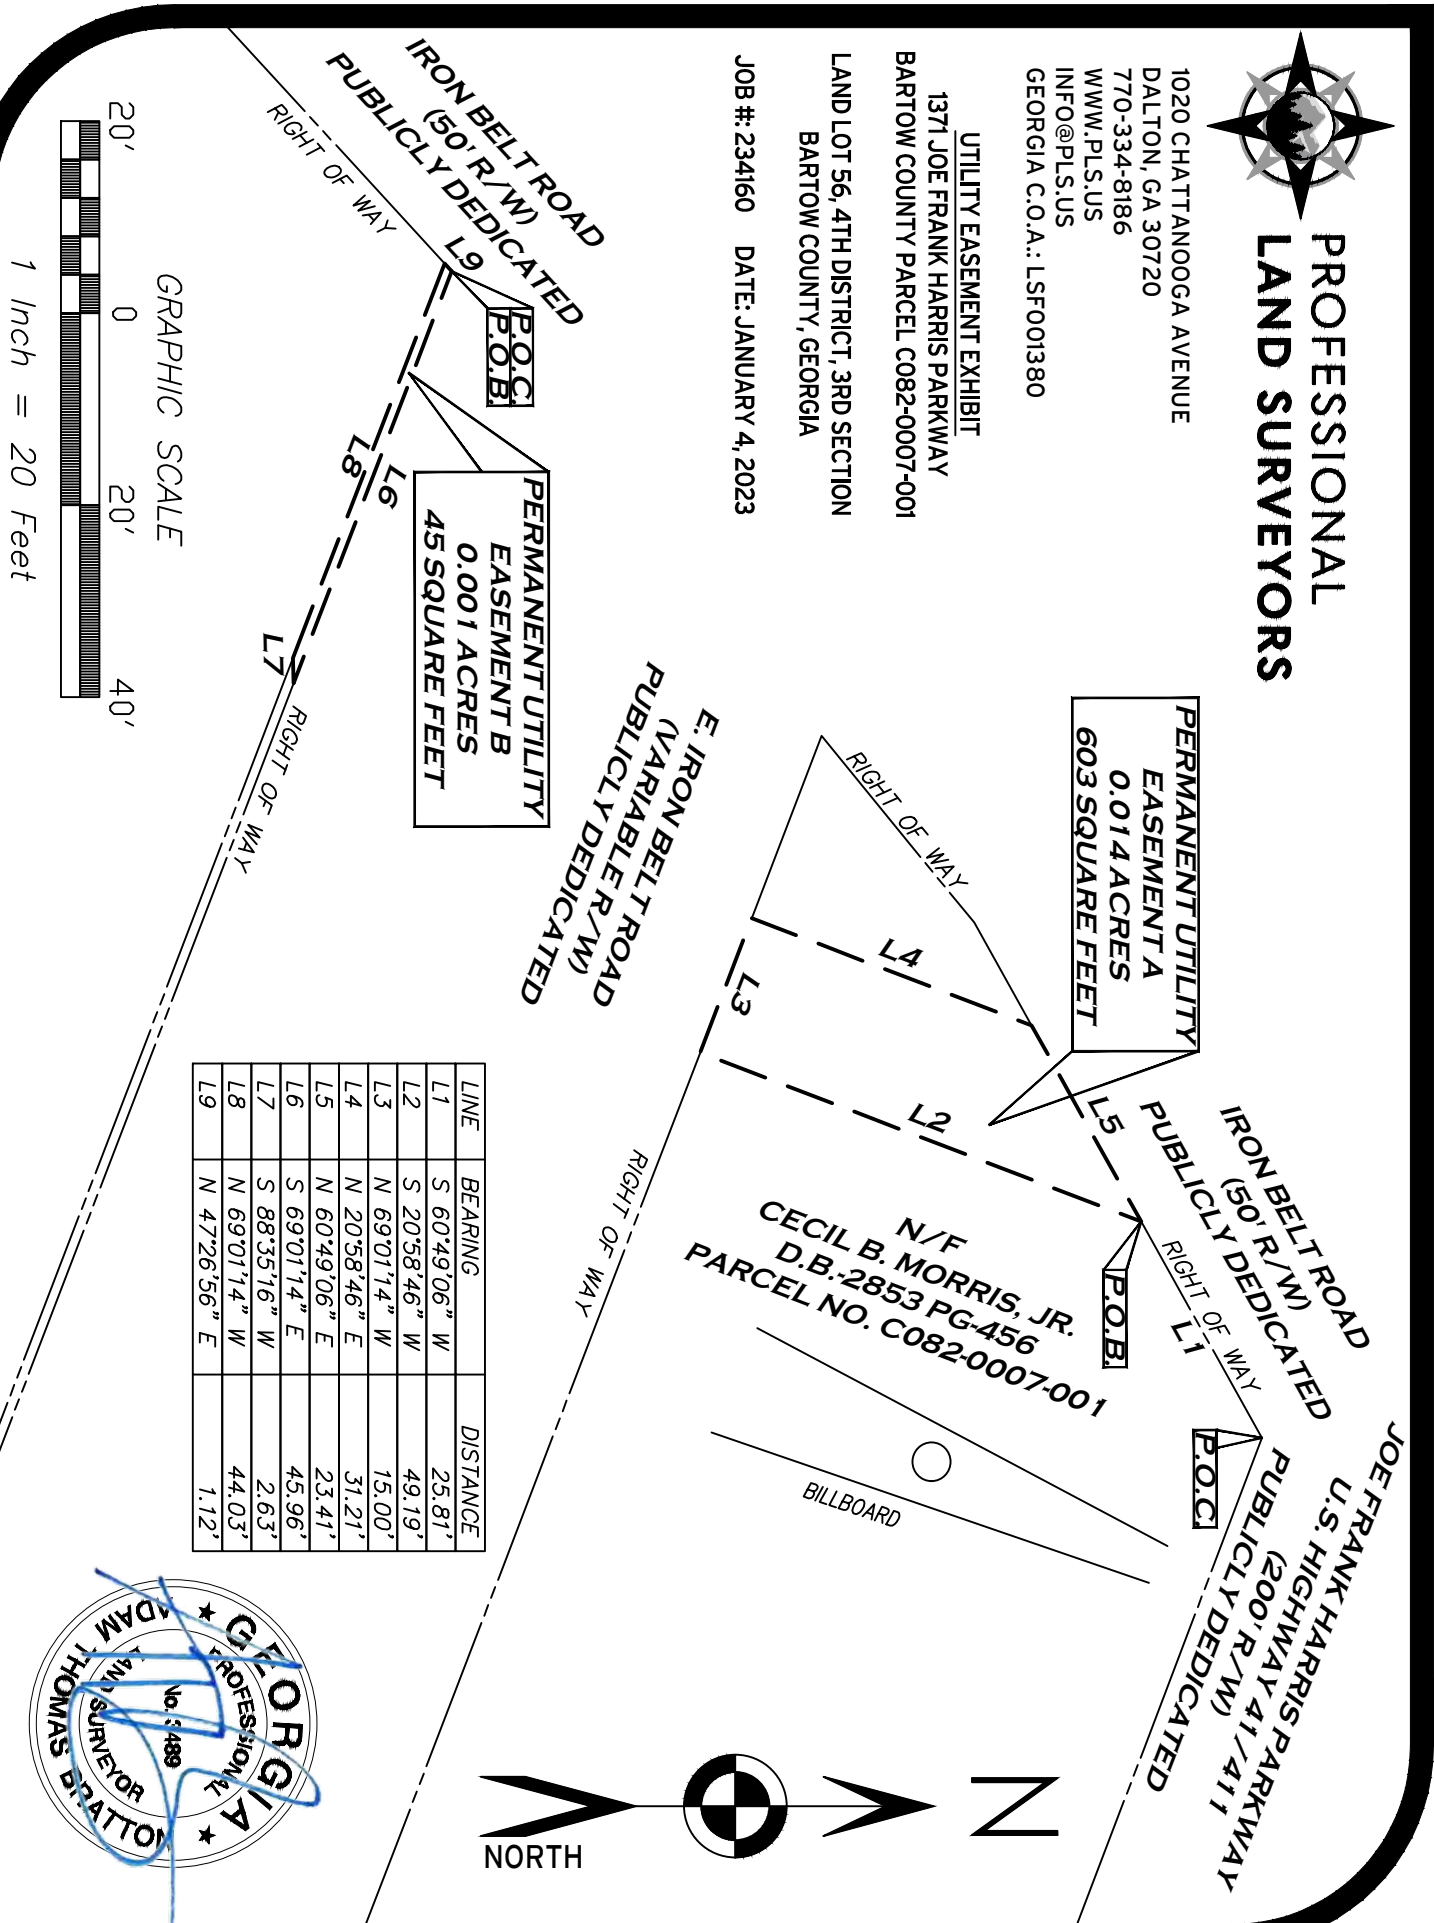 PROFESSIONAL
LAND SURVEYORS
1020 CHATTANOOGA AVENUE
DALTON, GA 30720
770-334-8186
WWW.PLS.US
INFO@PLS.US
GEORGIA C.O.A.: LSF001380
UTILITY EASEMENT EXHIBIT
1371 JOE FRANK HARRIS PARKWAY
BARTOW COUNTY PARCEL C082-0007-001
LAND LOT 56, 4TH DISTRICT, 3RD SECTION
BARTOW COUNTY, GEORGIA
JOB #: 234160 DATE: JANUARY 4, 2023
JOE FRANK HARRIS PARKWAY
U.S. HIGHWAY 41/411
(200' R/W)
PUBLICLY DEDICATED
IRON BELT ROAD
(50' R/W)
PUBLICLY DEDICATED
RIGHT OF WAY
L1
P.O.C.
P.O.B.
L5
PERMANENT UTILITY
EASEMENT A
0.014 ACRES
603 SQUARE FEET
RIGHT OF WAY
L4
L2
L3
N/F
CECIL B. MORRIS, JR.
D.B.-2853 PG-456
PARCEL NO. C082-0007-001
BILLBOARD
RIGHT OF WAY
E. IRON BELT ROAD
(VARIABLE R/W)
PUBLICLY DEDICATED
IRON BELT ROAD
(50' R/W)
PUBLICLY DEDICATED
RIGHT OF WAY
L9
P.O.C.
P.O.B.
PERMANENT UTILITY
EASEMENT B
0.001 ACRES
45 SQUARE FEET
L6
L8
L7
RIGHT OF WAY
LINE BEARING DISTANCE
L1 S 60°49'06" W 25.81'
L2 S 20°58'46" W 49.19'
L3 N 69°01'14" W 15.00'
L4 N 20°58'46" E 31.21'
L5 N 60°49'06" E 23.41'
L6 S 69°01'14" E 45.96'
L7 S 88°35'16" W 2.63'
L8 N 69°01'14" W 44.03'
L9 N 47°26'56" E 1.12'
GRAPHIC SCALE
20' 0 20' 40'
1 Inch = 20 Feet
N
NORTH
GEORGIA
PROFESSIONAL
No. 3489
LAND SURVEYOR
ADAM THOMAS BRATTON